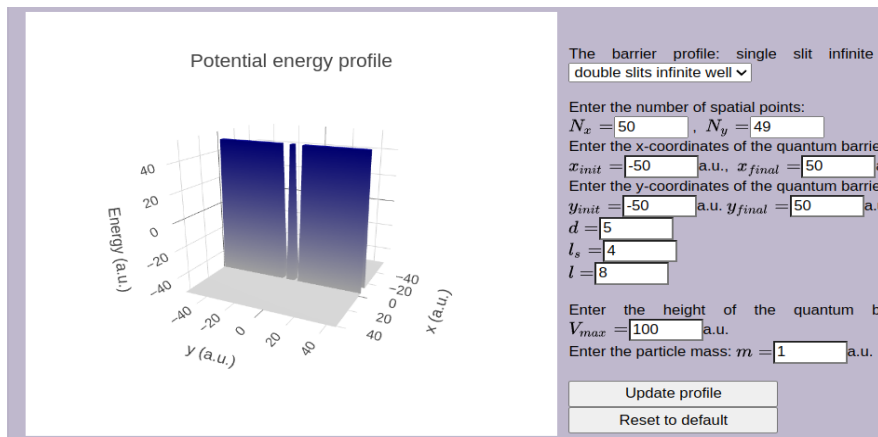 Potential energy profile
40
20
0
−20
−40
Energy (a.u.)
−40
−20
0
20
40
y (a.u.)
−40
−20
0
20
40
x (a.u.)
The barrier profile: single slit infinite
double slits infinite well
Enter the number of spatial points:
N_x = 50 , N_y = 49
Enter the x-coordinates of the quantum barrie
x_init = -50 a.u., x_final = 50
Enter the y-coordinates of the quantum barrie
y_init = -50 a.u. y_final = 50 a.
d = 5
l_s = 4
l = 8
Enter the height of the quantum b
V_max = 100 a.u.
Enter the particle mass: m = 1 a.u.
Update profile
Reset to default